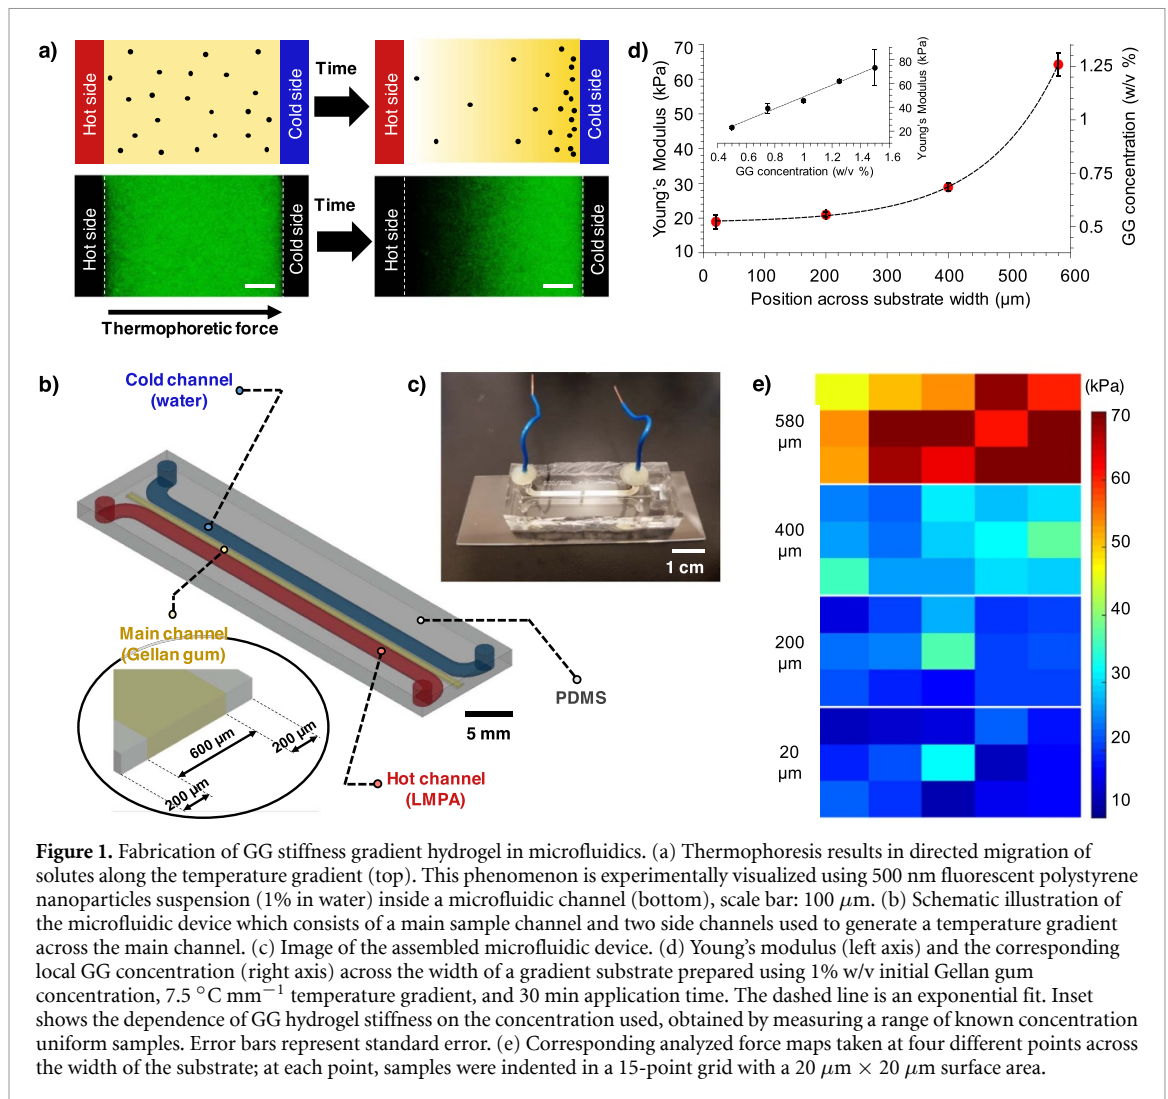 a)
Hot side
Cold side
Time
Hot side
Cold side
Hot side
Cold side
Time
Hot side
Cold side
Thermophoretic force
d)
70
60
50
40
30
20
10
Young's Modulus (kPa)
0
100
200
300
400
500
600
Position across substrate width (µm)
1.25
1
0.75
0.5
GG concentration (w/v %)
80
60
40
20
Young's Modulus (kPa)
0.4
0.6
0.8
1
1.2
1.4
1.6
GG concentration (w/v %)
b)
Cold channel
(water)
Main channel
(Gellan gum)
600 µm
200 µm
200 µm
Hot channel
(LMPA)
PDMS
5 mm
c)
1 cm
e)
580
µm
400
µm
200
µm
20
µm
(kPa)
70
60
50
40
30
20
10
Figure 1. Fabrication of GG stiffness gradient hydrogel in microfluidics. (a) Thermophoresis results in directed migration of
solutes along the temperature gradient (top). This phenomenon is experimentally visualized using 500 nm fluorescent polystyrene
nanoparticles suspension (1% in water) inside a microfluidic channel (bottom), scale bar: 100 µm. (b) Schematic illustration of
the microfluidic device which consists of a main sample channel and two side channels used to generate a temperature gradient
across the main channel. (c) Image of the assembled microfluidic device. (d) Young's modulus (left axis) and the corresponding
local GG concentration (right axis) across the width of a gradient substrate prepared using 1% w/v initial Gellan gum
concentration, 7.5 °C mm⁻¹ temperature gradient, and 30 min application time. The dashed line is an exponential fit. Inset
shows the dependence of GG hydrogel stiffness on the concentration used, obtained by measuring a range of known concentration
uniform samples. Error bars represent standard error. (e) Corresponding analyzed force maps taken at four different points across
the width of the substrate; at each point, samples were indented in a 15-point grid with a 20 µm × 20 µm surface area.